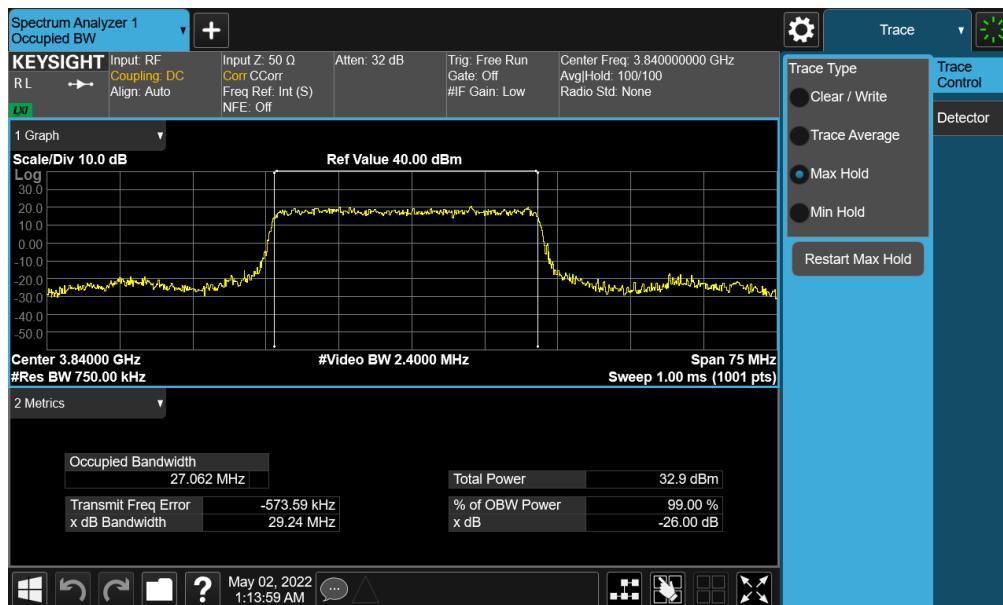 Spectrum Analyzer 1
Occupied BW
+
Trace
KEYSIGHT
R L
LXI
Input: RF
Coupling: DC
Align: Auto
Input Z: 50 Ω
Corr CCorr
Freq Ref: Int (S)
NFE: Off
Atten: 32 dB
Trig: Free Run
Gate: Off
#IF Gain: Low
Center Freq: 3.840000000 GHz
Avg|Hold: 100/100
Radio Std: None
Trace Type
Clear / Write
Trace Average
Max Hold
Min Hold
Restart Max Hold
Trace
Control
Detector
1 Graph
Scale/Div 10.0 dB
Ref Value 40.00 dBm
Log
30.0
20.0
10.0
0.00
-10.0
-20.0
-30.0
-40.0
-50.0
Center 3.84000 GHz
#Video BW 2.4000 MHz
Span 75 MHz
#Res BW 750.00 kHz
Sweep 1.00 ms (1001 pts)
2 Metrics
Occupied Bandwidth
27.062 MHz
Total Power 32.9 dBm
Transmit Freq Error -573.59 kHz
% of OBW Power 99.00 %
x dB Bandwidth 29.24 MHz
x dB -26.00 dB
?
May 02, 2022
1:13:59 AM